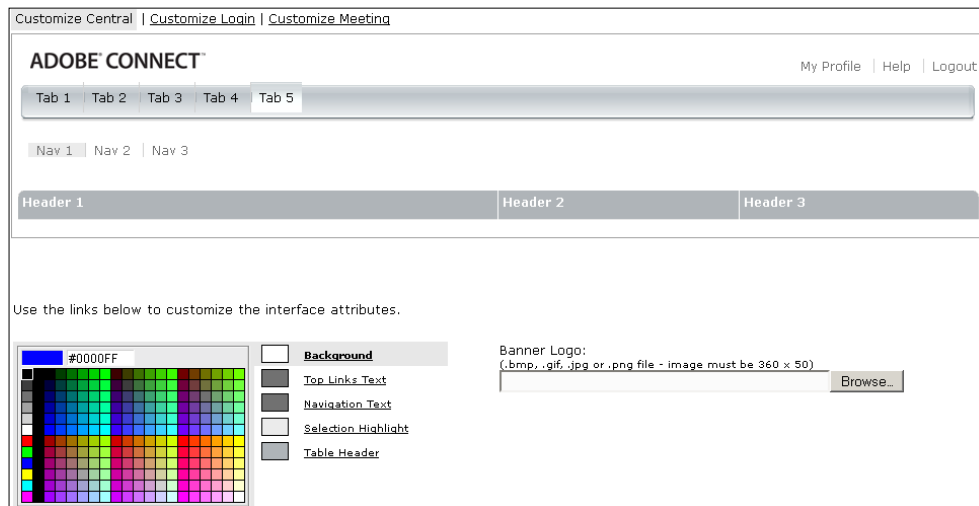 Customize Central | Customize Login | Customize Meeting
ADOBE® CONNECT™
My Profile | Help | Logout
Tab 1 Tab 2 Tab 3 Tab 4 Tab 5
Nav 1 | Nav 2 | Nav 3
Header 1 Header 2 Header 3
Use the links below to customize the interface attributes.
#0000FF
Background
Top Links Text
Navigation Text
Selection Highlight
Table Header
Banner Logo:
(.bmp, .gif, .jpg or .png file - image must be 360 x 50)
Browse...